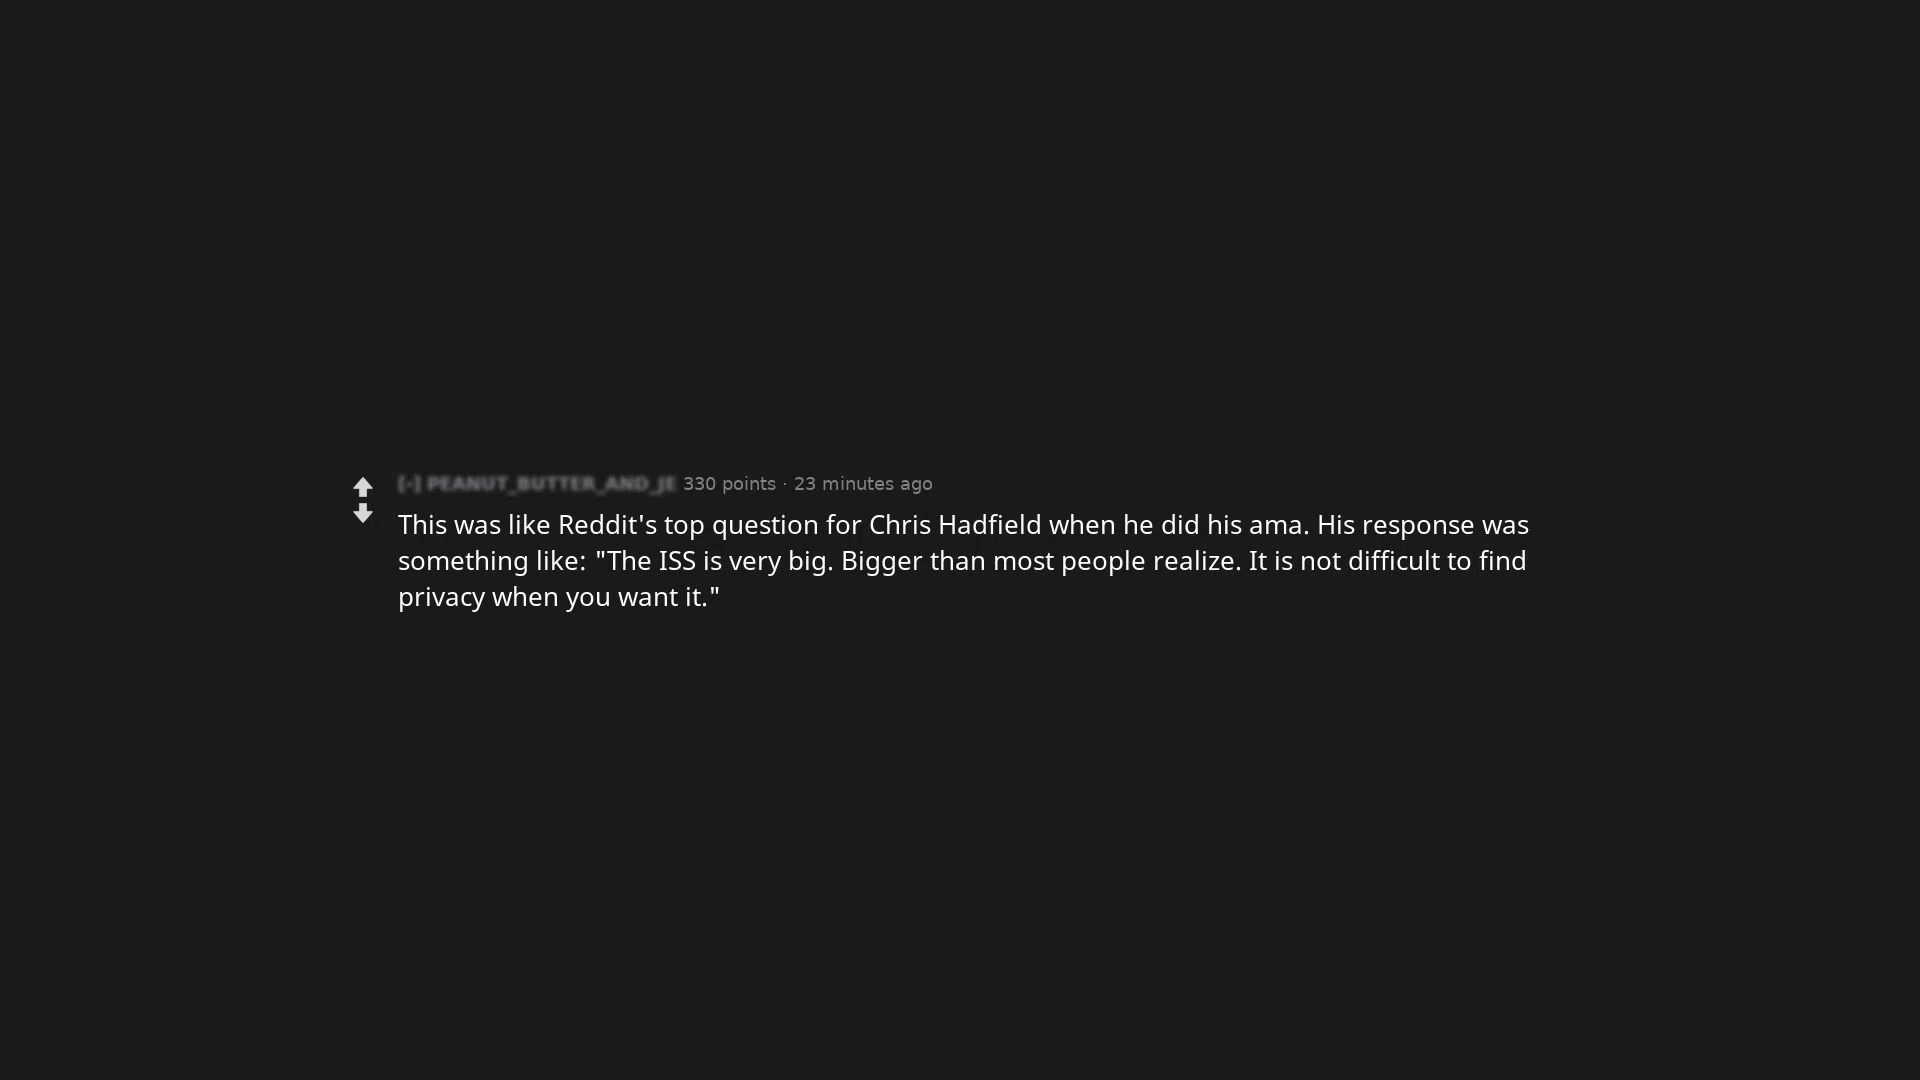 [-] PEANUT_BUTTER_AND_JE 330 points · 23 minutes ago
This was like Reddit's top question for Chris Hadfield when he did his ama. His response was
something like: "The ISS is very big. Bigger than most people realize. It is not difficult to find
privacy when you want it."